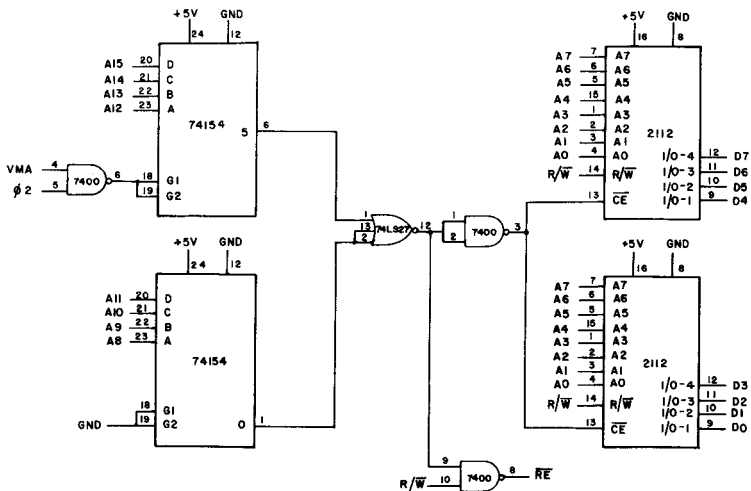 +5V GND
24 12
A15 20 D
A14 21 C
A13 22 B
A12 23 A
74154
5 6
VMA 4
ϕ2 5
7400
6
18 G1
19 G2
+5V GND
24 12
A11 20 D
A10 21 C
A9 22 B
A8 23 A
74154
GND
18 G1
19 G2
0 1
1
13
2
74LS27
12
1
2
7400
3
9
R/W̅ 10
7400
8 R̅E̅
+5V GND
16 8
A7 7 A7
A6 6 A6
A5 5 A5
A4 15 A4
A3 1 A3
A2 2 A2
A1 3 A1
A0 4 A0
R/W̅ 14 R/W̅
13 C̅E̅
2112
I/O-4 12 D7
I/O-3 11 D6
I/O-2 10 D5
I/O-1 9 D4
+5V GND
16 8
A7 7 A7
A6 6 A6
A5 5 A5
A4 15 A4
A3 1 A3
A2 2 A2
A1 3 A1
A0 4 A0
R/W̅ 14 R/W̅
13 C̅E̅
2112
I/O-4 12 D3
I/O-3 11 D2
I/O-2 10 D1
I/O-1 9 D0